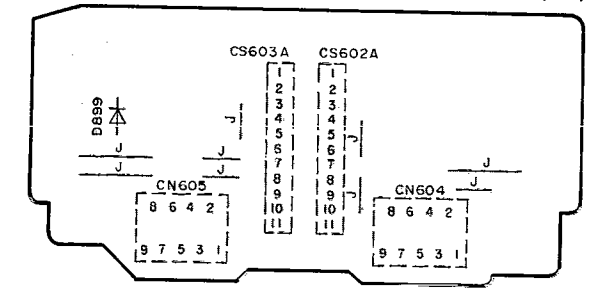 CS603A CS602A
1 1
2 2
3 3
D899 4 4
J 5 5 J
J J 6 6
J J 7 7 J
8 8 J
CN605 9 9 J CN604
8 6 4 2 10 10 8 6 4 2
11 11
9 7 5 3 1 9 7 5 3 1